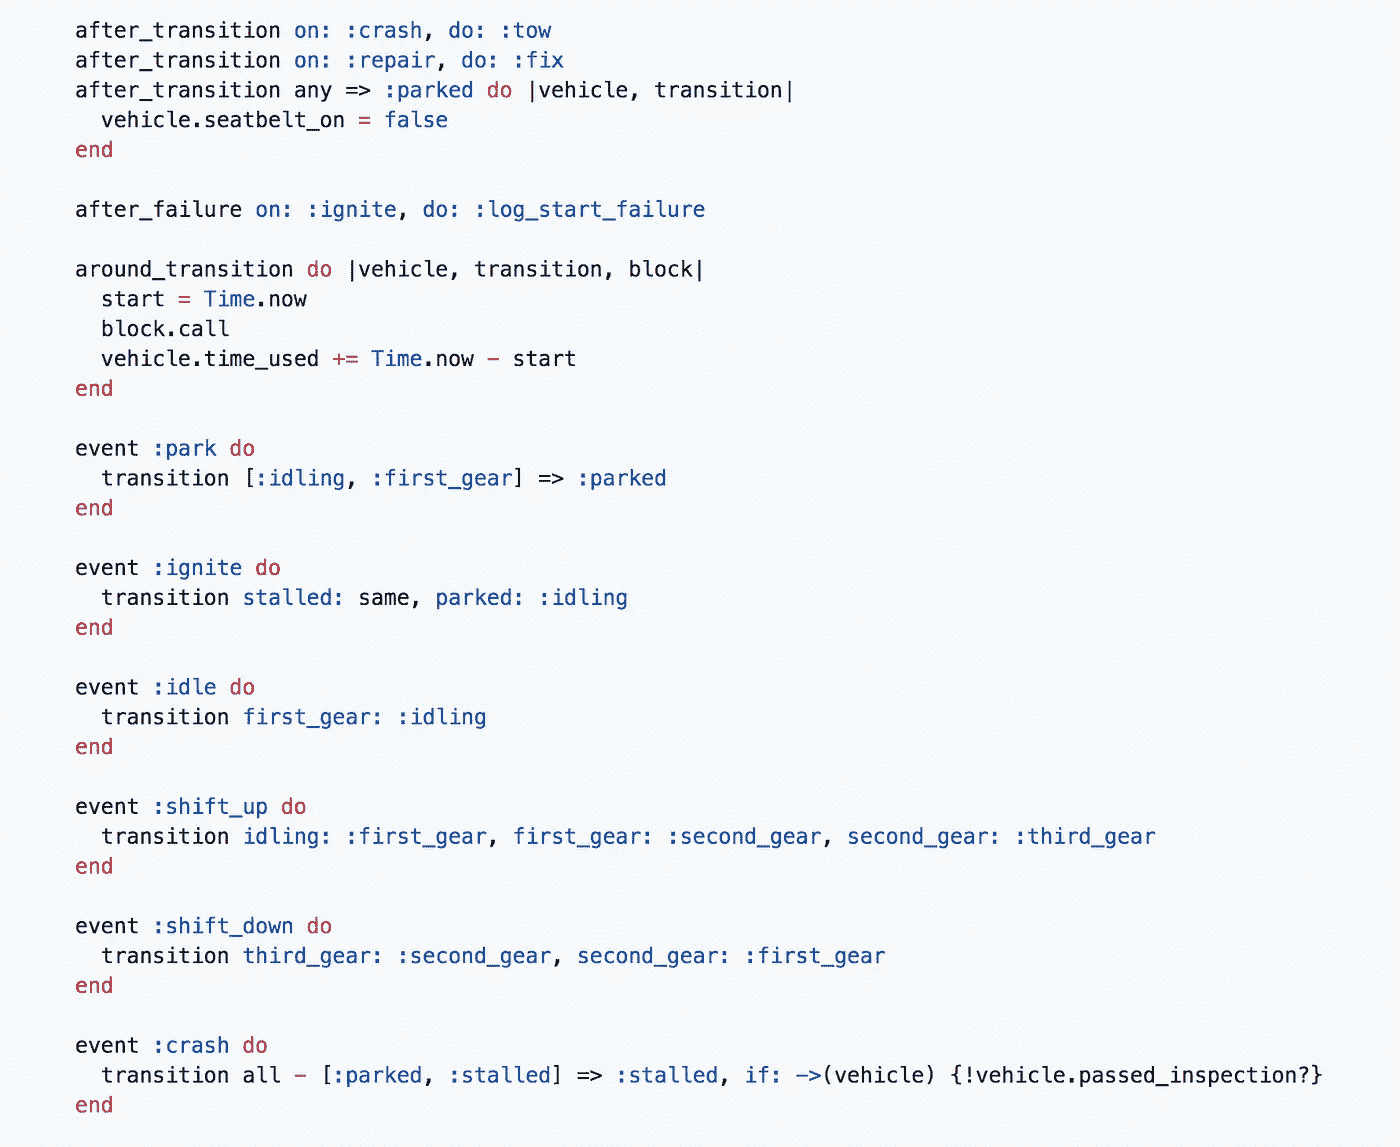 after_transition on: :crash, do: :tow
after_transition on: :repair, do: :fix
after_transition any => :parked do |vehicle, transition|
  vehicle.seatbelt_on = false
end

after_failure on: :ignite, do: :log_start_failure

around_transition do |vehicle, transition, block|
  start = Time.now
  block.call
  vehicle.time_used += Time.now - start
end

event :park do
  transition [:idling, :first_gear] => :parked
end

event :ignite do
  transition stalled: same, parked: :idling
end

event :idle do
  transition first_gear: :idling
end

event :shift_up do
  transition idling: :first_gear, first_gear: :second_gear, second_gear: :third_gear
end

event :shift_down do
  transition third_gear: :second_gear, second_gear: :first_gear
end

event :crash do
  transition all - [:parked, :stalled] => :stalled, if: ->(vehicle) {!vehicle.passed_inspection?}
end